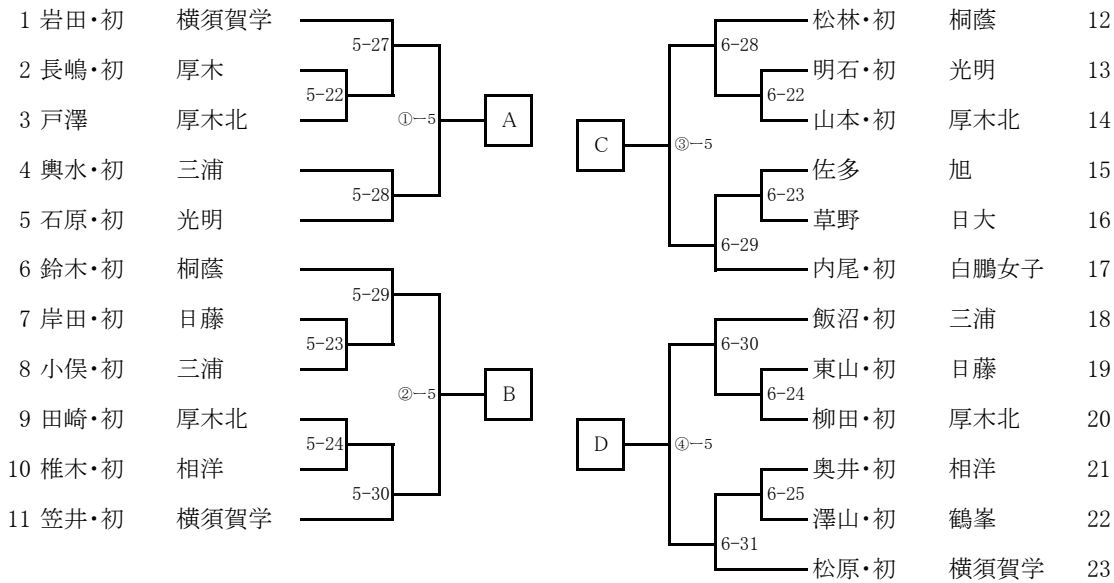 1 岩田・初 横須賀学
5-27
2 長嶋・初 厚木
5-22
3 戸澤 厚木北
①-5
A
4 輿水・初 三浦
5-28
5 石原・初 光明
6 鈴木・初 桐蔭
5-29
7 岸田・初 日藤
5-23
8 小俣・初 三浦
②-5
B
9 田崎・初 厚木北
5-24
10 椎木・初 相洋
5-30
11 笠井・初 横須賀学
松林・初 桐蔭 12
6-28
明石・初 光明 13
6-22
山本・初 厚木北 14
C
③-5
佐多 旭 15
6-23
草野 日大 16
6-29
内尾・初 白鵬女子 17
飯沼・初 三浦 18
6-30
東山・初 日藤 19
6-24
柳田・初 厚木北 20
D
④-5
奥井・初 相洋 21
6-25
澤山・初 鶴峯 22
6-31
松原・初 横須賀学 23